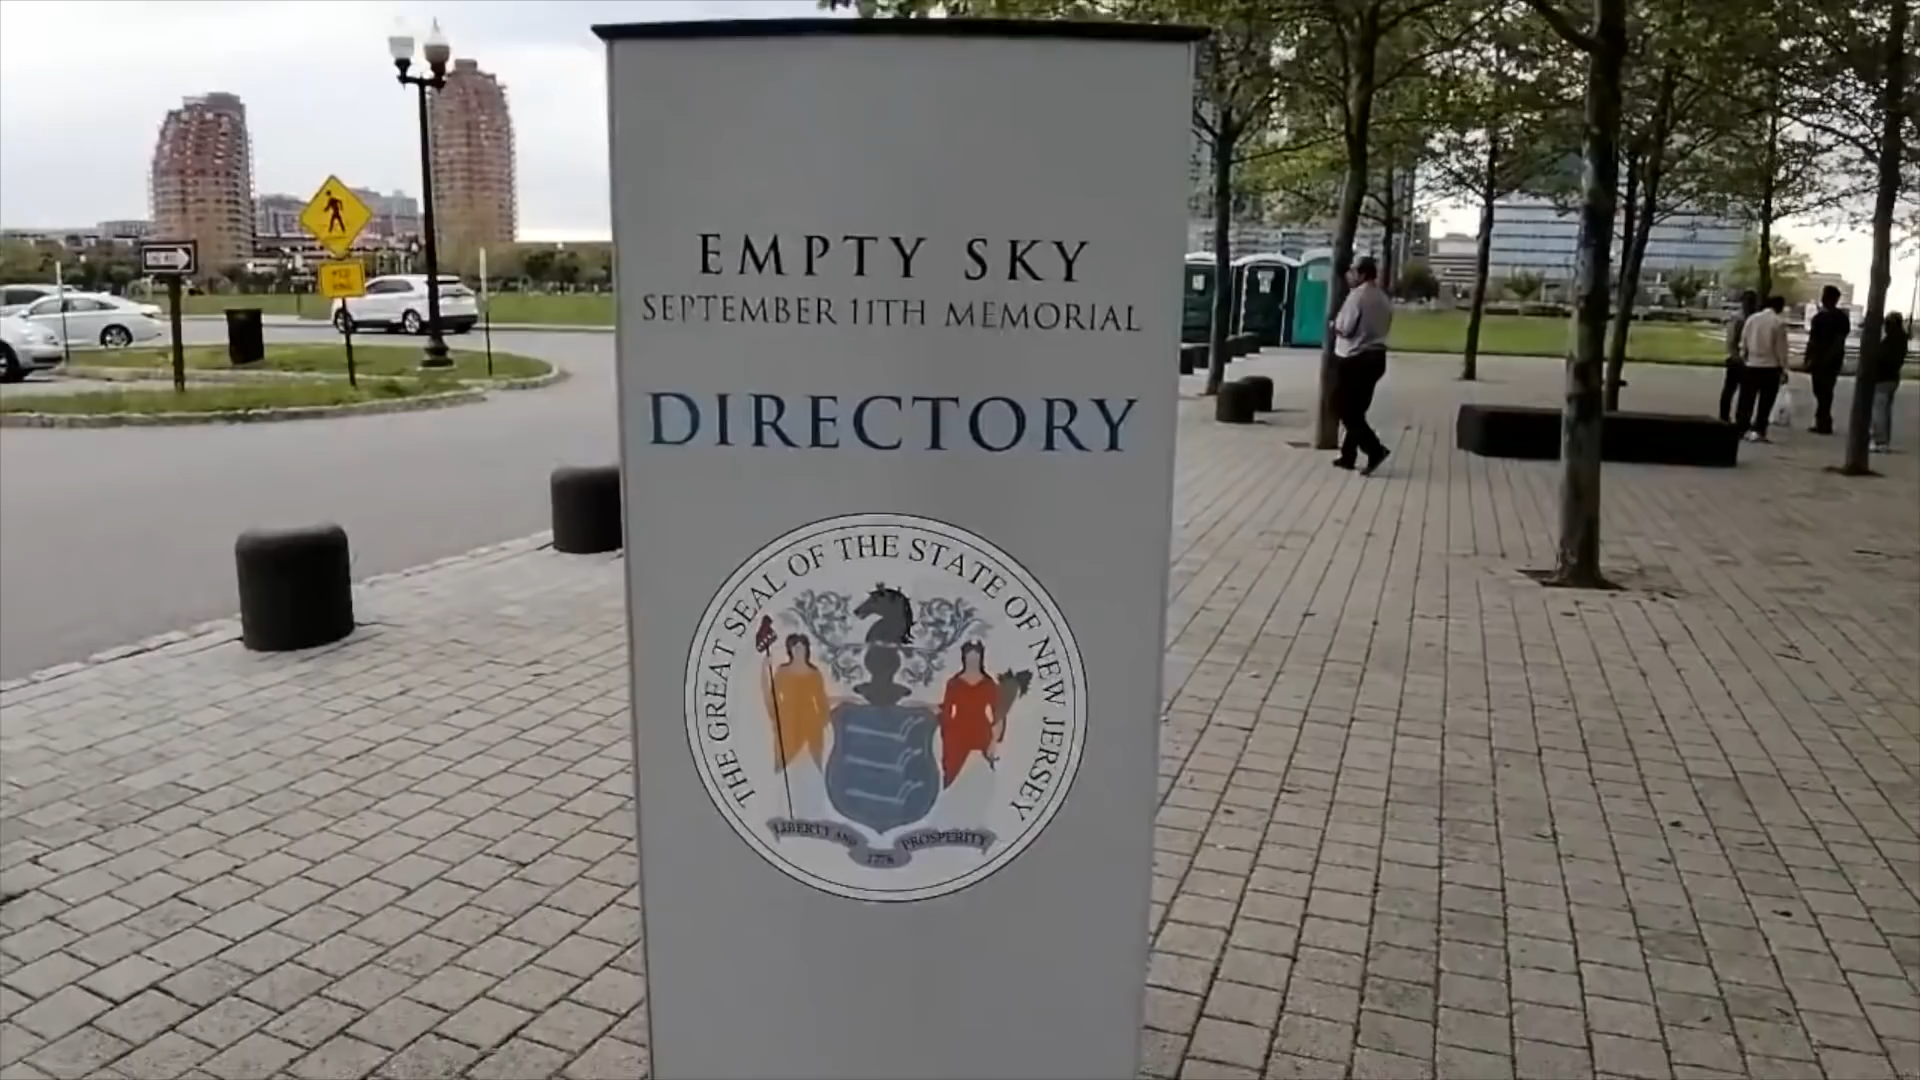 EMPTY SKY
SEPTEMBER 11TH MEMORIAL
DIRECTORY
THE GREAT SEAL OF THE STATE OF NEW JERSEY
LIBERTY AND PROSPERITY
1776